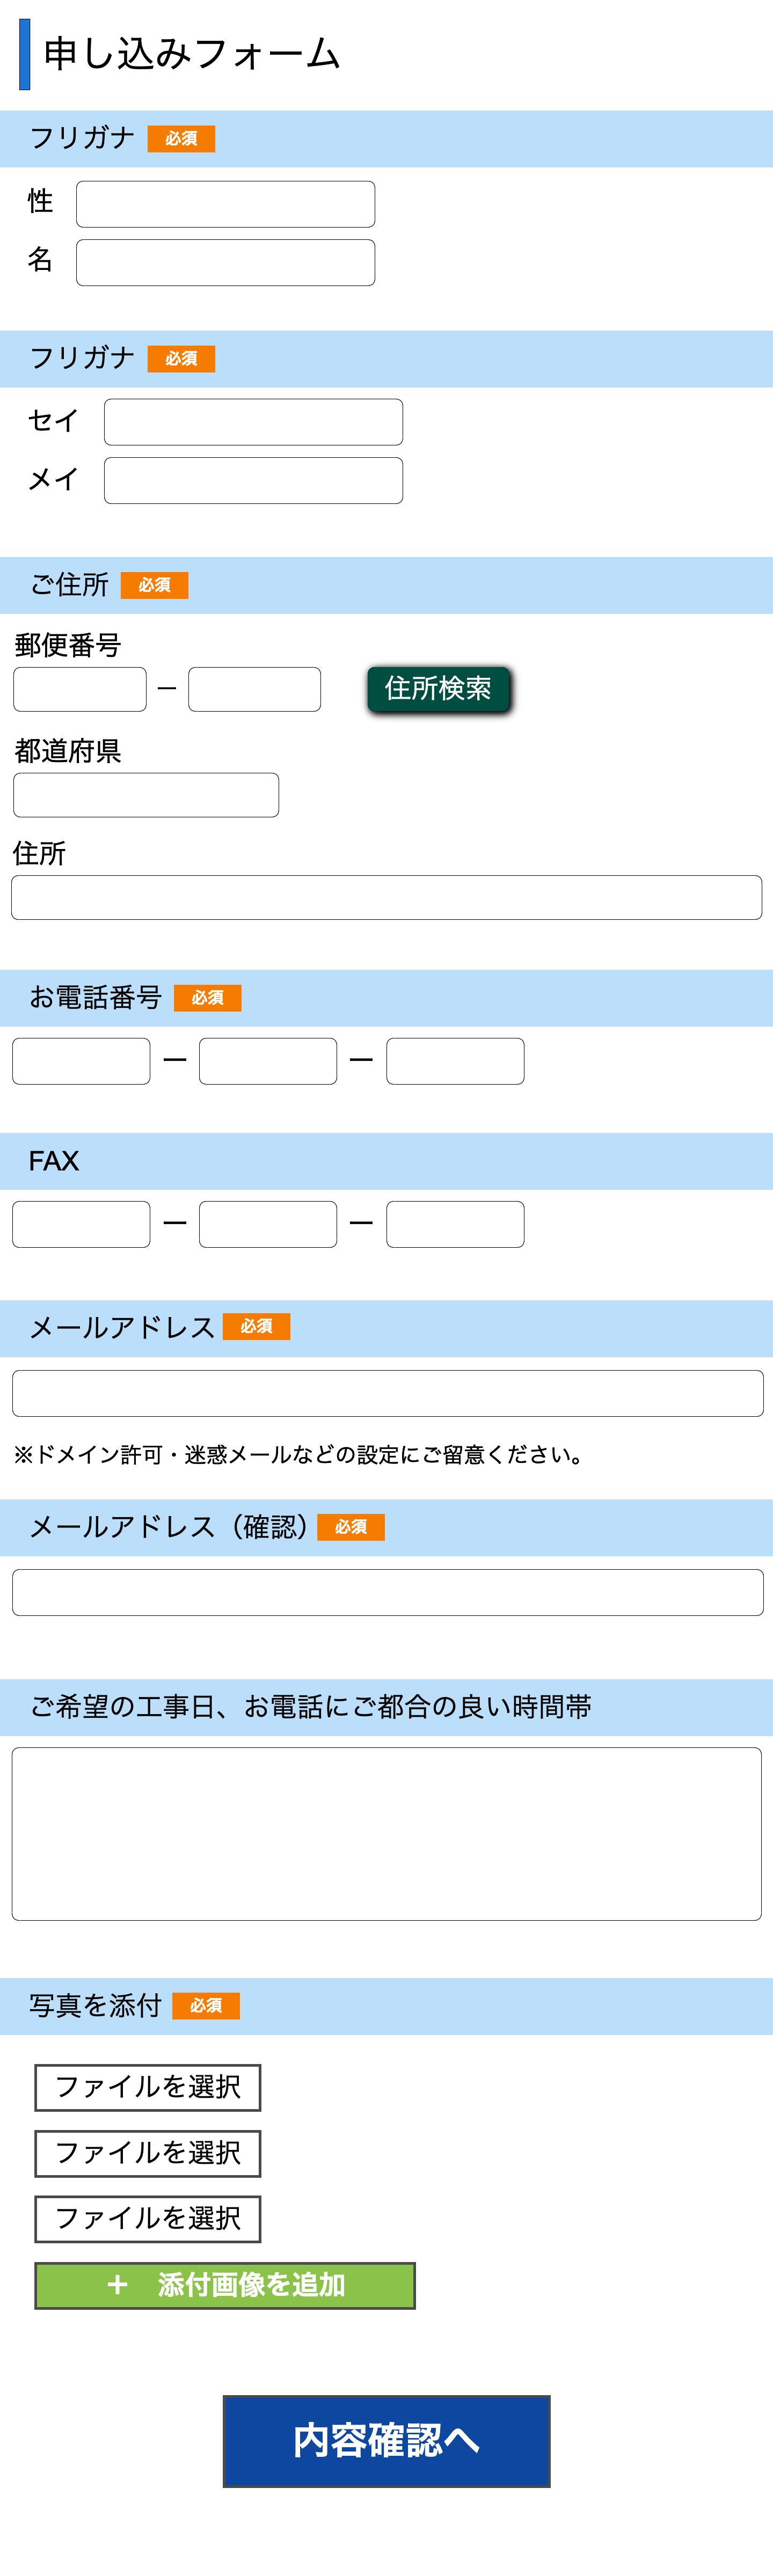 申し込みフォーム
フリガナ 必須
性
名
フリガナ 必須
セイ
メイ
ご住所 必須
郵便番号
ー 住所検索
都道府県
住所
お電話番号 必須
ー ー
FAX
ー ー
メールアドレス 必須
※ドメイン許可・迷惑メールなどの設定にご留意ください。
メールアドレス（確認） 必須
ご希望の工事日、お電話にご都合の良い時間帯
写真を添付 必須
ファイルを選択
ファイルを選択
ファイルを選択
＋　添付画像を追加
内容確認へ